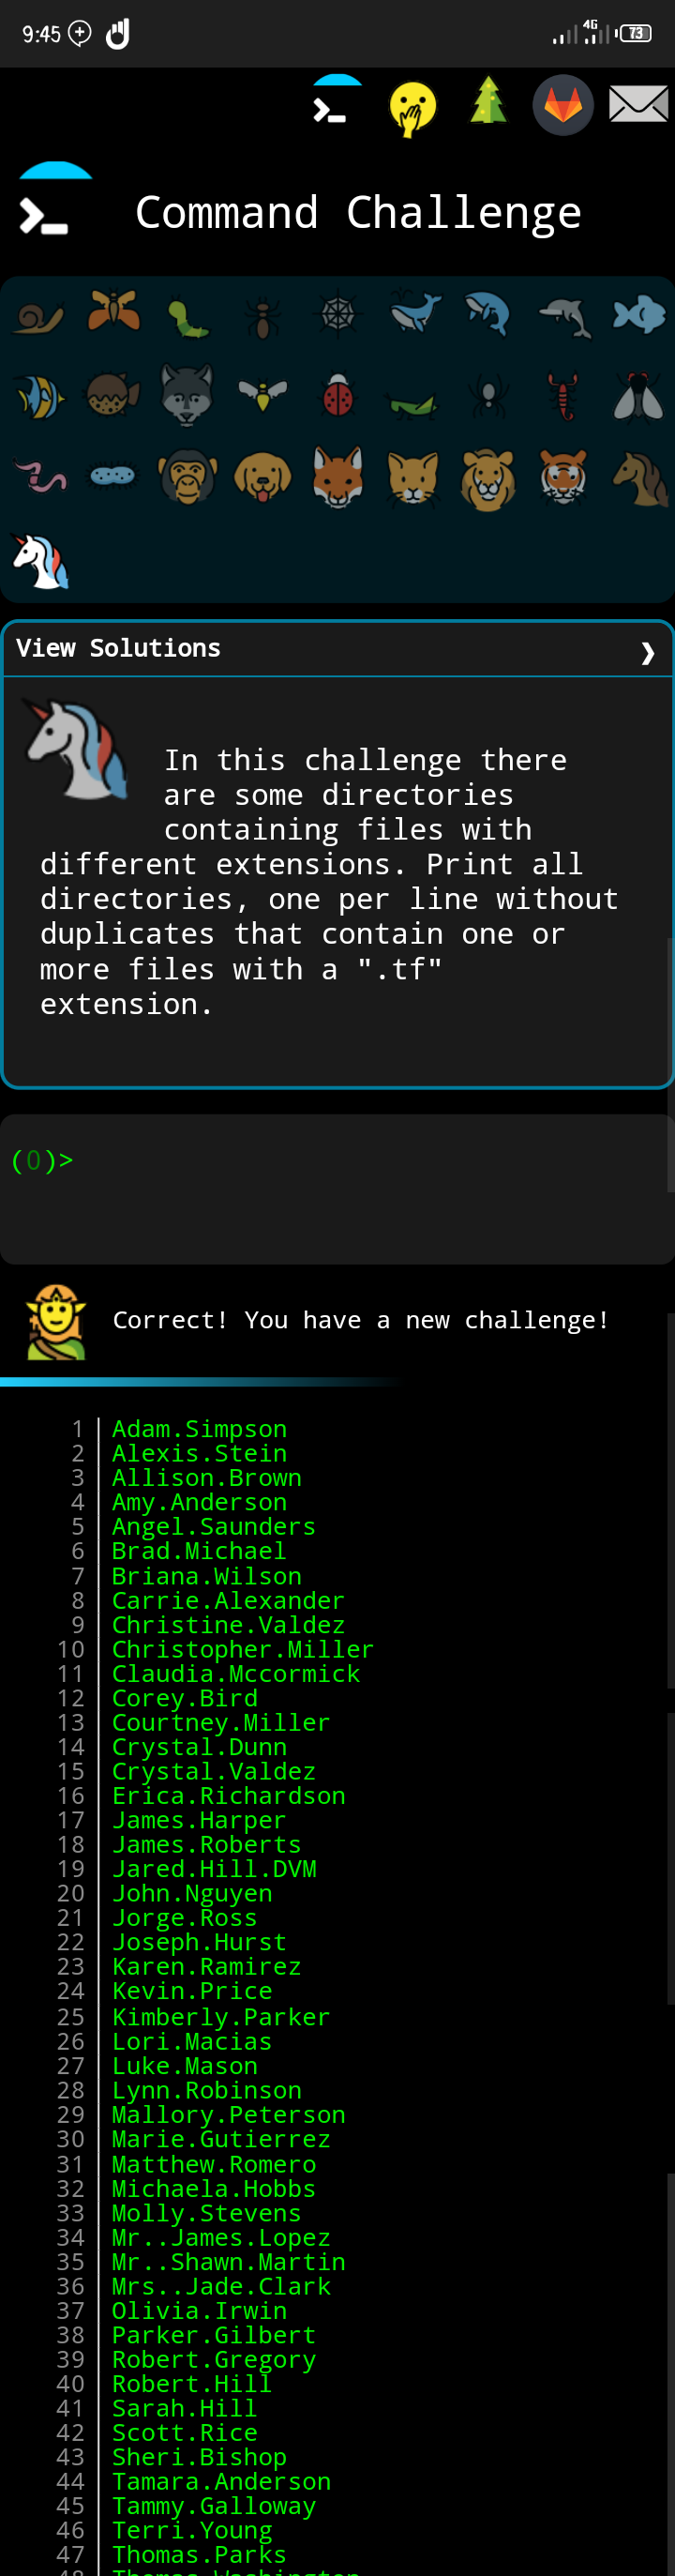 9:45
4G
73
Command Challenge
View Solutions
In this challenge there
are some directories
containing files with
different extensions. Print all
directories, one per line without
duplicates that contain one or
more files with a ".tf"
extension.
(0)>
Correct! You have a new challenge!
1 Adam.Simpson
2 Alexis.Stein
3 Allison.Brown
4 Amy.Anderson
5 Angel.Saunders
6 Brad.Michael
7 Briana.Wilson
8 Carrie.Alexander
9 Christine.Valdez
10 Christopher.Miller
11 Claudia.Mccormick
12 Corey.Bird
13 Courtney.Miller
14 Crystal.Dunn
15 Crystal.Valdez
16 Erica.Richardson
17 James.Harper
18 James.Roberts
19 Jared.Hill.DVM
20 John.Nguyen
21 Jorge.Ross
22 Joseph.Hurst
23 Karen.Ramirez
24 Kevin.Price
25 Kimberly.Parker
26 Lori.Macias
27 Luke.Mason
28 Lynn.Robinson
29 Mallory.Peterson
30 Marie.Gutierrez
31 Matthew.Romero
32 Michaela.Hobbs
33 Molly.Stevens
34 Mr..James.Lopez
35 Mr..Shawn.Martin
36 Mrs..Jade.Clark
37 Olivia.Irwin
38 Parker.Gilbert
39 Robert.Gregory
40 Robert.Hill
41 Sarah.Hill
42 Scott.Rice
43 Sheri.Bishop
44 Tamara.Anderson
45 Tammy.Galloway
46 Terri.Young
47 Thomas.Parks